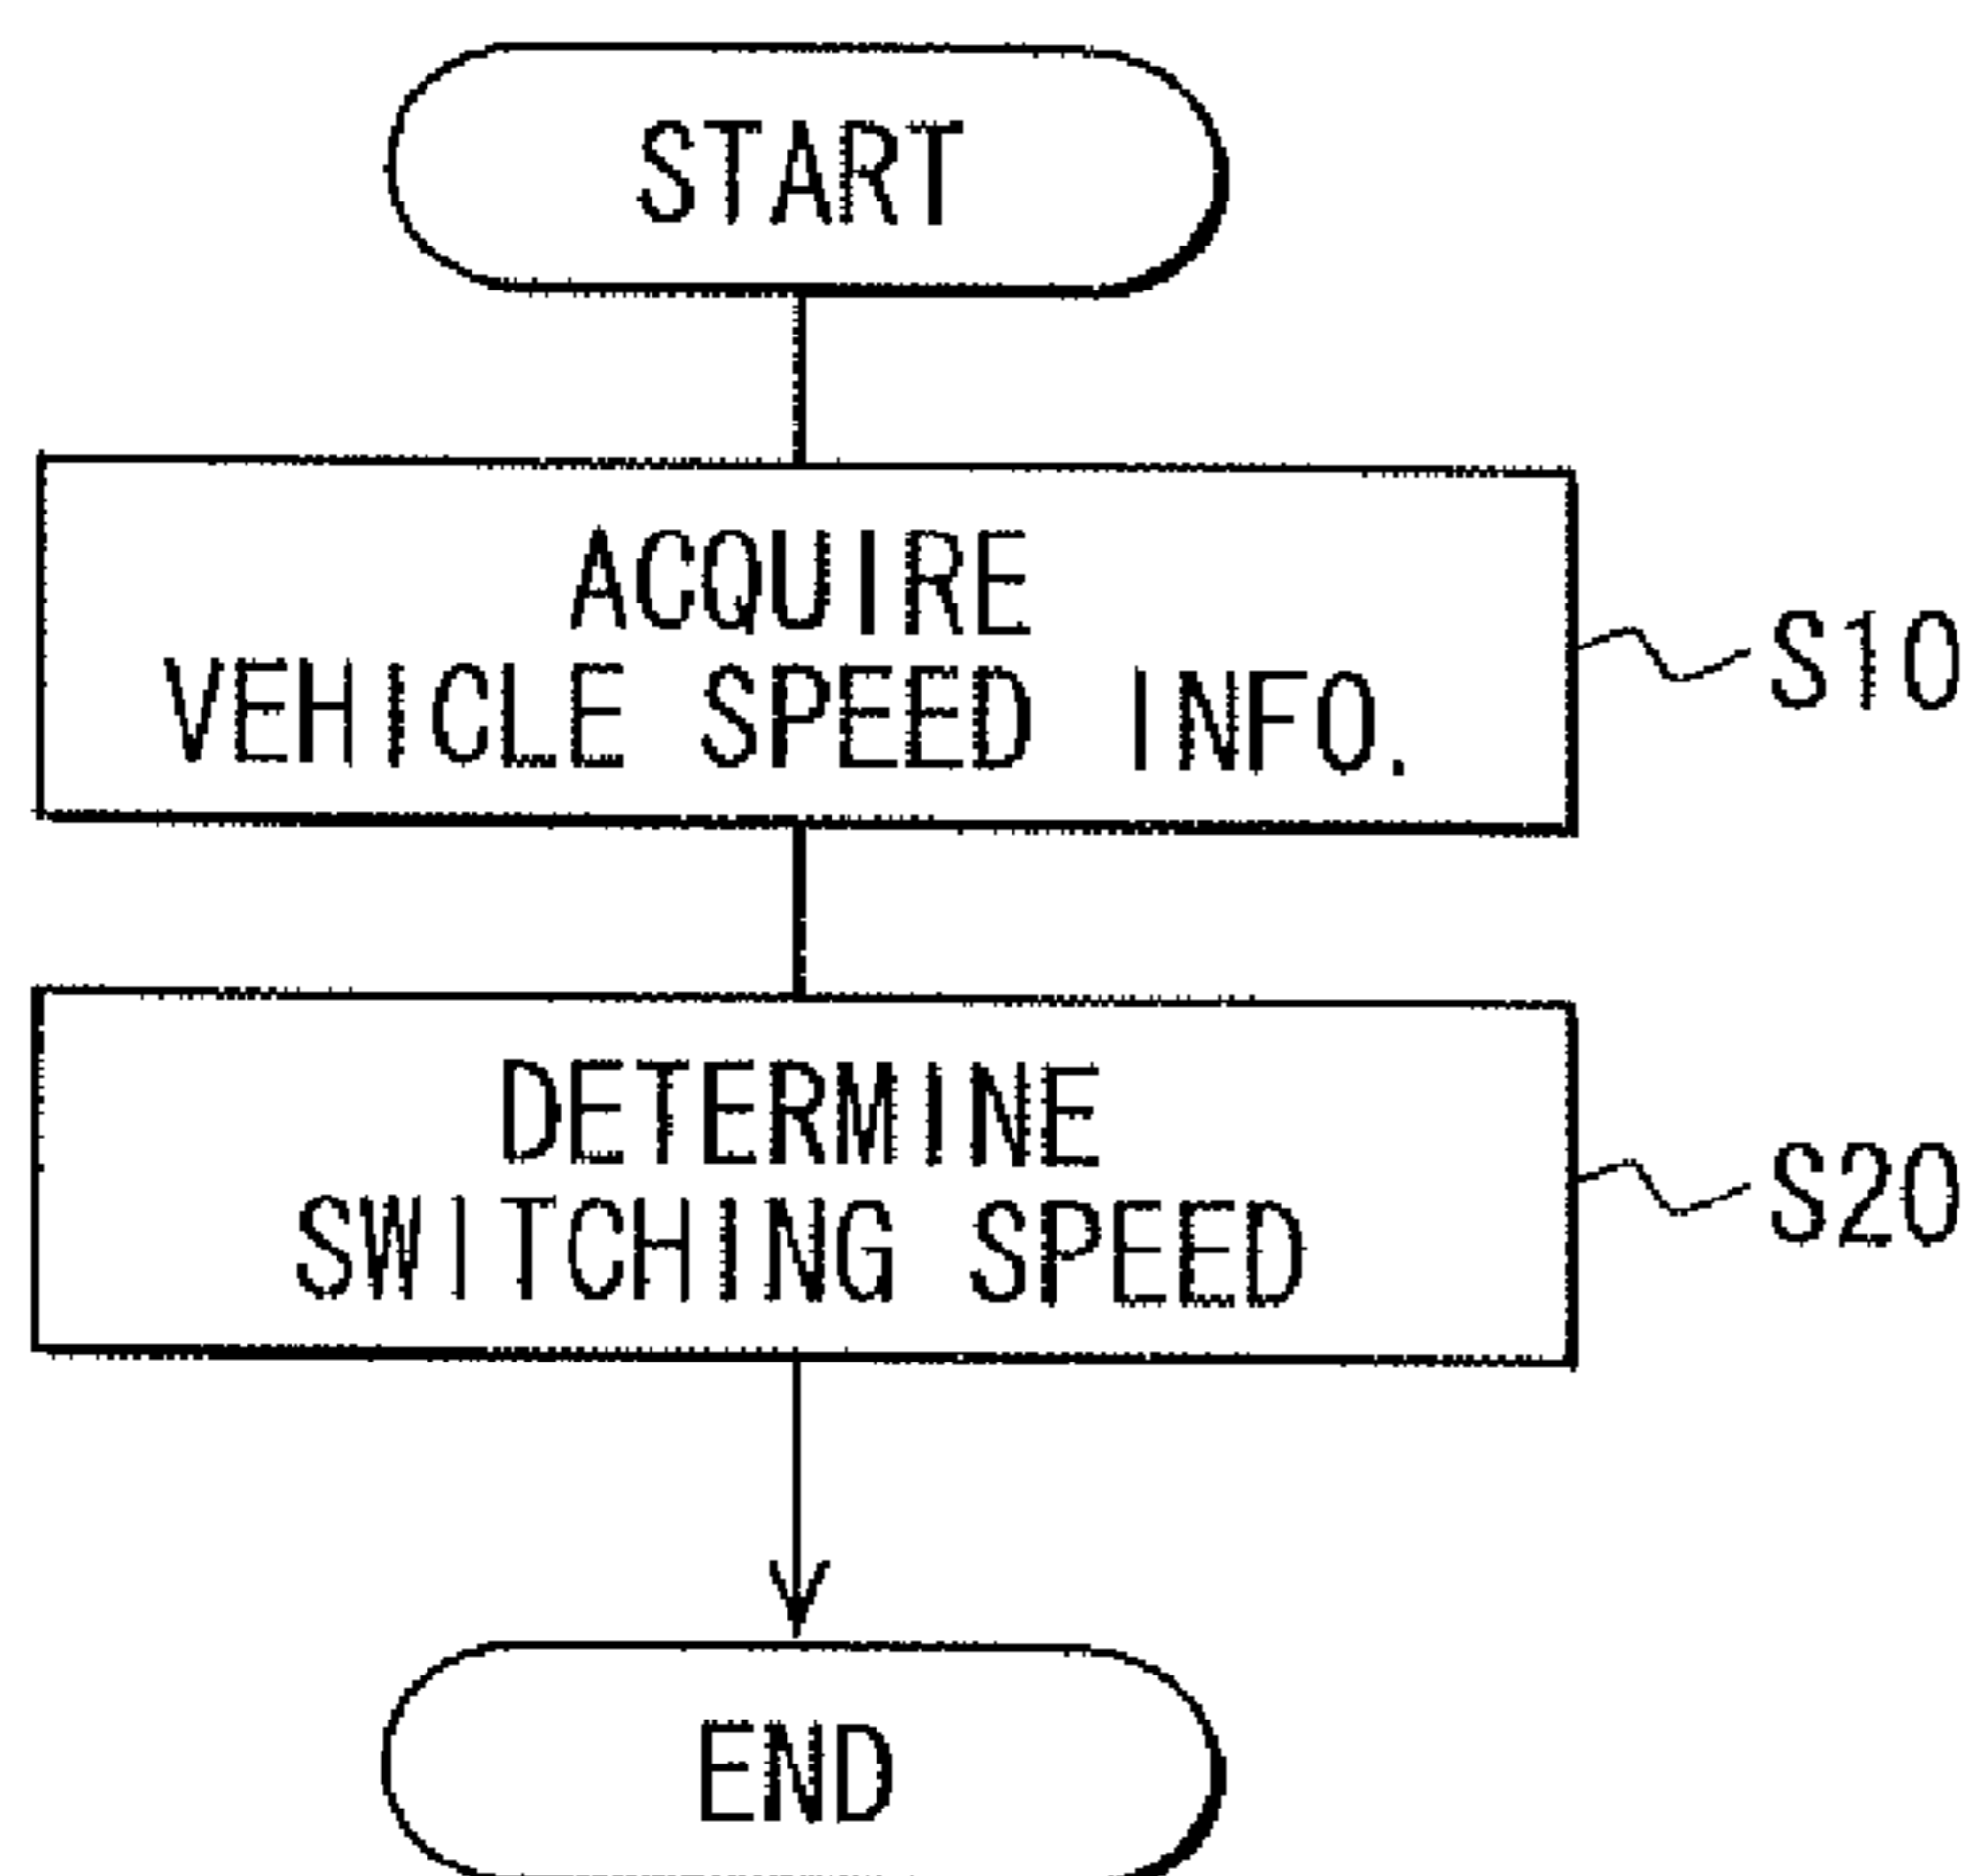 START
ACQUIRE
VEHICLE SPEED INFO.
S10
DETERMINE
SWITCHING SPEED
S20
END